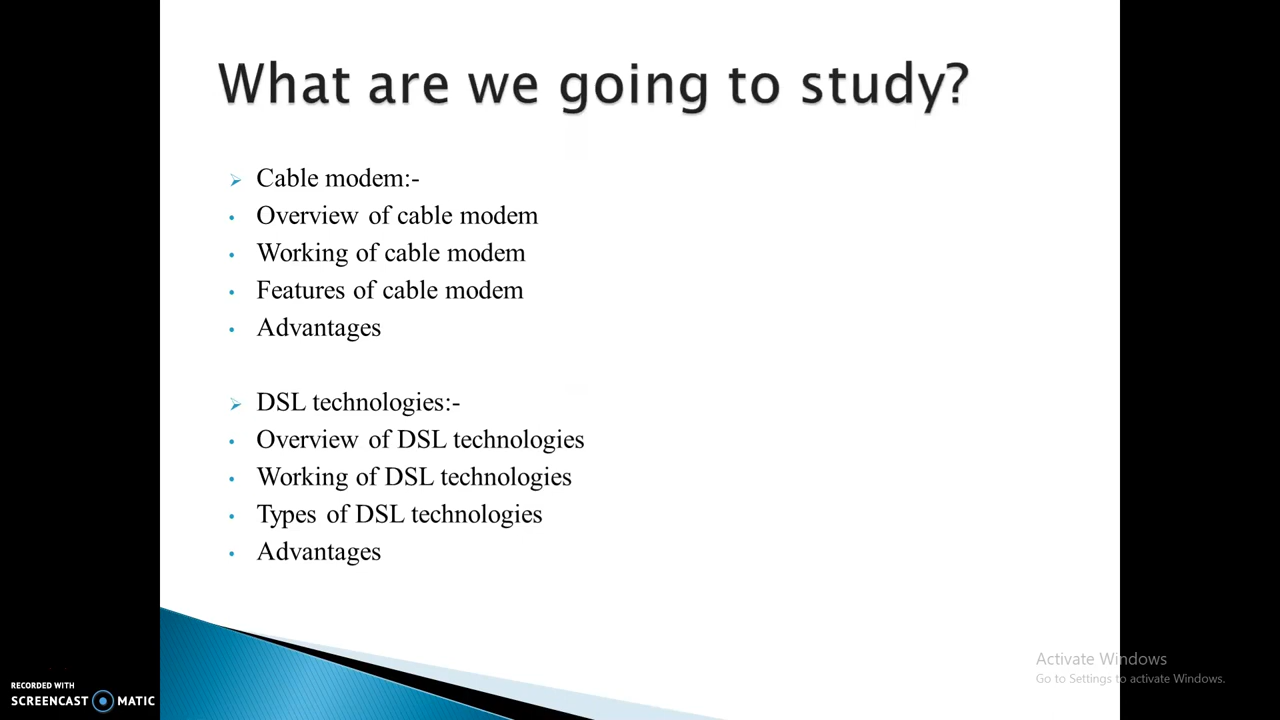 What are we going to study?
➢ Cable modem:-
• Overview of cable modem
• Working of cable modem
• Features of cable modem
• Advantages
➢ DSL technologies:-
• Overview of DSL technologies
• Working of DSL technologies
• Types of DSL technologies
• Advantages
Activate Windows
Go to Settings to activate Windows.
RECORDED WITH
SCREENCAST MATIC